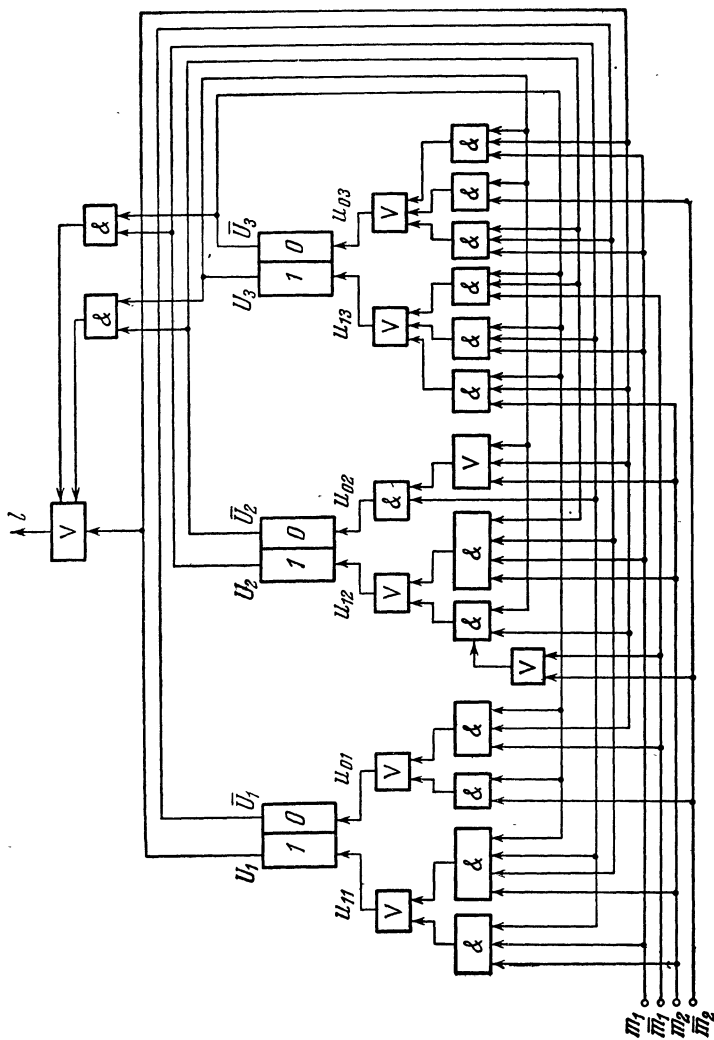 l
V
& &
U₁ Ū₁ U₂ Ū₂ U₃ Ū₃
1 0 1 0 1 0
u₁₁ u₀₁ u₁₂ u₀₂ u₁₃ u₀₃
V V V & V V
& & & & & & V & & & & & &
V
m₁
m̄₁
m₂
m̄₂